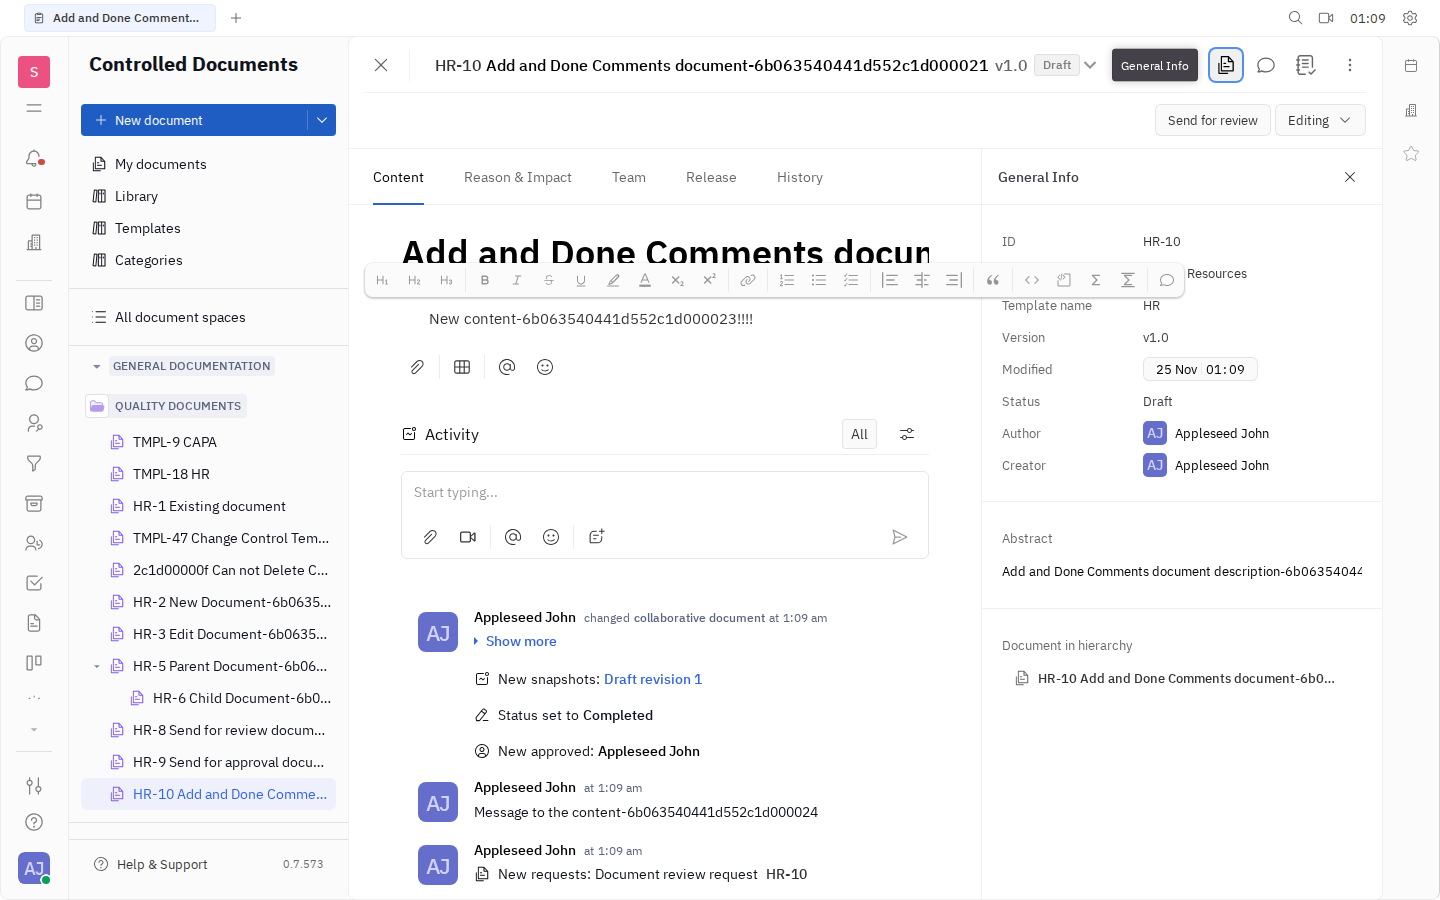 Add and Done Comment...
01:09
S
Controlled Documents
New document
My documents
Library
Templates
Categories
All document spaces
GENERAL DOCUMENTATION
QUALITY DOCUMENTS
TMPL-9 CAPA
TMPL-18 HR
HR-1 Existing document
TMPL-47 Change Control Tem...
2c1d00000f Can not Delete C...
HR-2 New Document-6b0635...
HR-3 Edit Document-6b0635...
HR-5 Parent Document-6b06...
HR-6 Child Document-6b0...
HR-8 Send for review docum...
HR-9 Send for approval docu...
HR-10 Add and Done Comme...
Help & Support
0.7.573
AJ
HR-10 Add and Done Comments document-6b063540441d552c1d000021 v1.0 Draft
General Info
Send for review
Editing
Content
Reason & Impact
Team
Release
History
Add and Done Comments docun
H1 H2 H3 B I S U A X2 X2
New content-6b063540441d552c1d000023!!!!
Activity
All
Start typing...
AJ
Appleseed John changed collaborative document at 1:09 am
Show more
New snapshots: Draft revision 1
Status set to Completed
New approved: Appleseed John
AJ
Appleseed John at 1:09 am
Message to the content-6b063540441d552c1d000024
AJ
Appleseed John at 1:09 am
New requests: Document review request HR-10
General Info
ID HR-10
Resources
Template name HR
Version v1.0
Modified 25 Nov 01:09
Status Draft
Author AJ Appleseed John
Creator AJ Appleseed John
Abstract
Add and Done Comments document description-6b06354044
Document in hierarchy
HR-10 Add and Done Comments document-6b0...